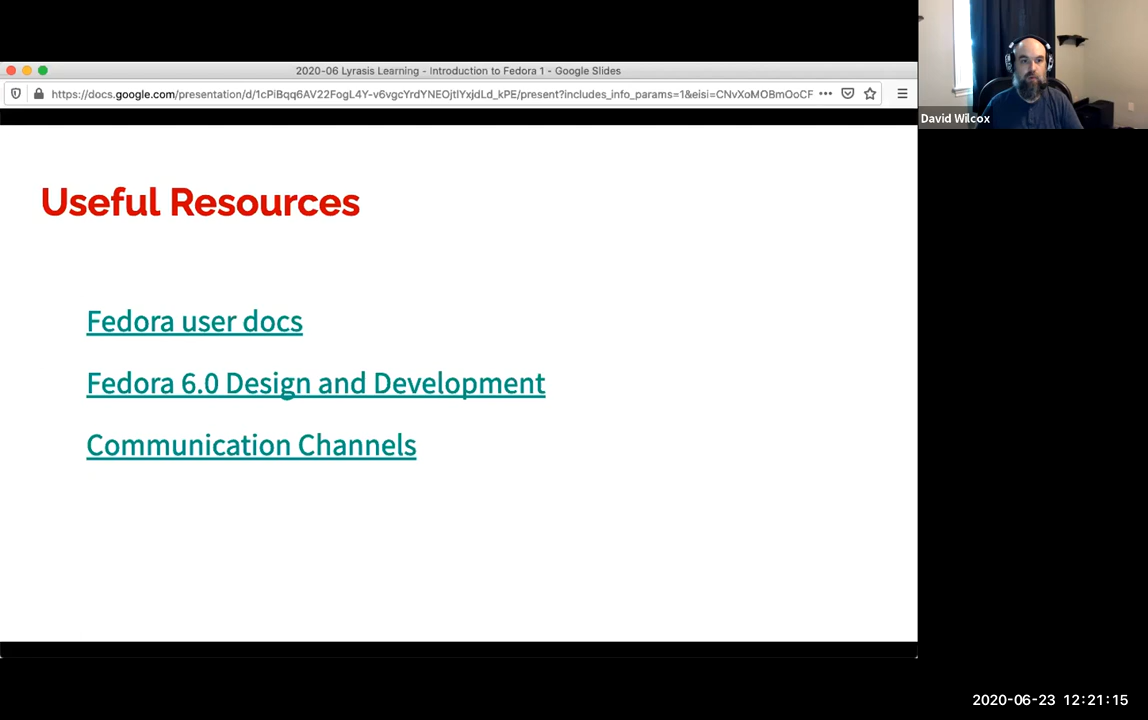 2020-06 Lyrasis Learning - Introduction to Fedora 1 - Google Slides
https://docs.google.com/presentation/d/1cPiBqq6AV22FogL4Y-v6vgcYrdYNEOjtlYxjdLd_kPE/present?includes_info_params=1&eisi=CNvXoMOBmOoCF
David Wilcox
Useful Resources
Fedora user docs
Fedora 6.0 Design and Development
Communication Channels
2020-06-23 12:21:15